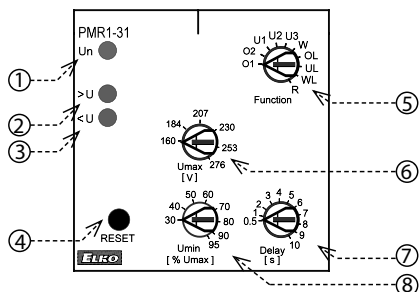 PMR1-31
Un
>U
<U
RESET
ELKO
O1 O2 U1 U2 U3 W OL UL WL R
Function
160 184 207 230 253 276
Umax
[ V ]
30 40 50 60 70 80 90 95
Umin
[ % Umax ]
0.5 1 2 3 4 5 6 7 8 9 10
Delay
[ s ]
1
2
3
4
5
6
7
8